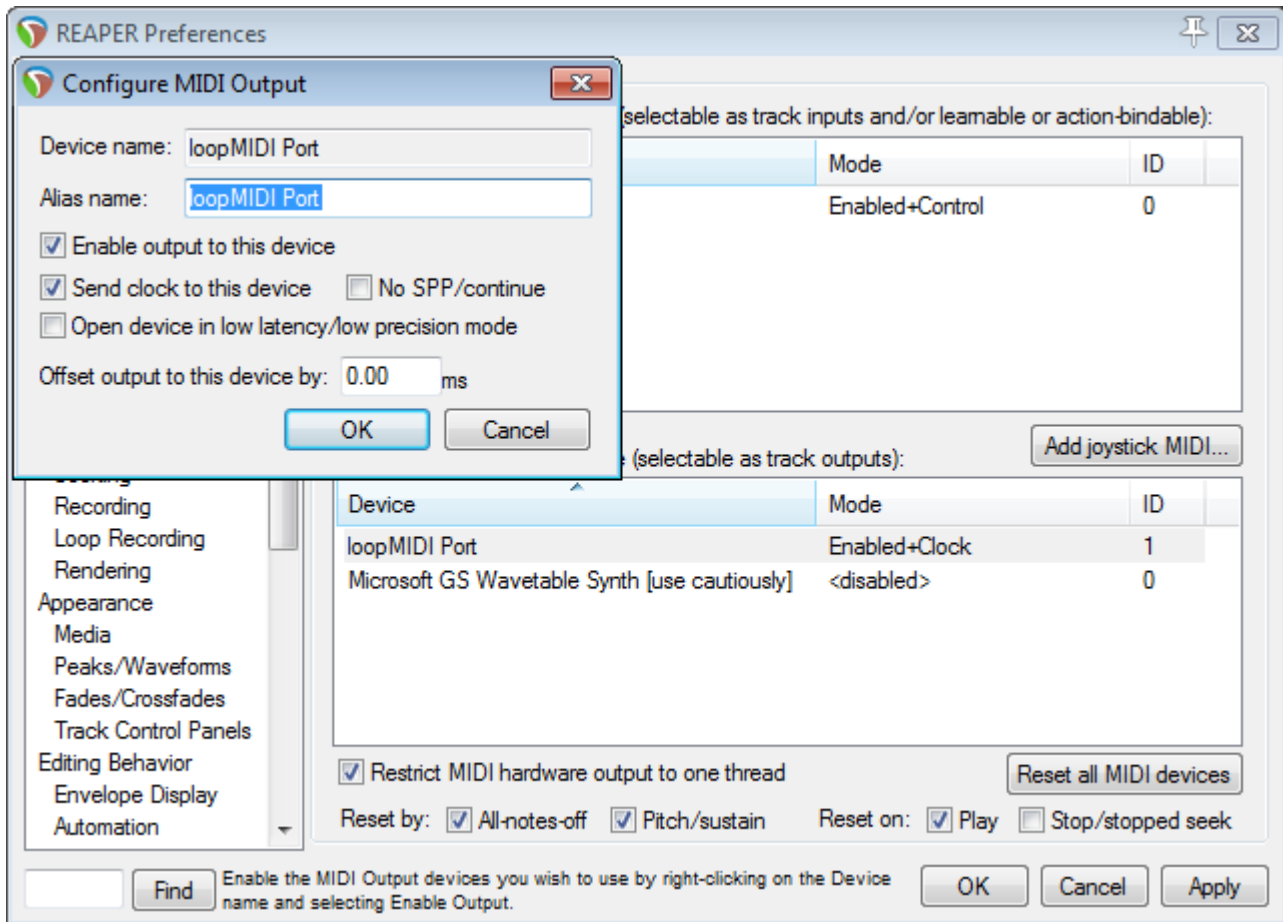 REAPER Preferences
Configure MIDI Output
Device name: loopMIDI Port
Alias name: loopMIDI Port
Enable output to this device
Send clock to this device No SPP/continue
Open device in low latency/low precision mode
Offset output to this device by: 0.00 ms
OK Cancel
(selectable as track inputs and/or learnable or action-bindable):
Mode ID
Enabled+Control 0
Add joystick MIDI...
(selectable as track outputs):
Device Mode ID
loopMIDI Port Enabled+Clock 1
Microsoft GS Wavetable Synth [use cautiously] <disabled> 0
Recording
Loop Recording
Rendering
Appearance
Media
Peaks/Waveforms
Fades/Crossfades
Track Control Panels
Editing Behavior
Envelope Display
Automation
Restrict MIDI hardware output to one thread
Reset all MIDI devices
Reset by: All-notes-off Pitch/sustain Reset on: Play Stop/stopped seek
Find
Enable the MIDI Output devices you wish to use by right-clicking on the Device
name and selecting Enable Output.
OK Cancel Apply